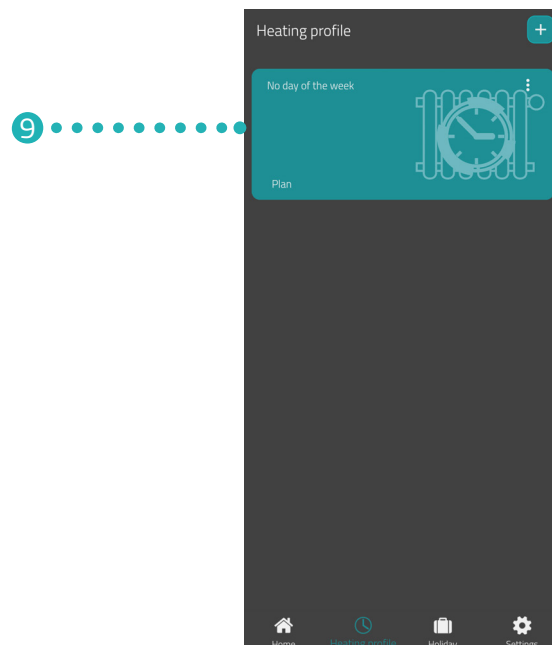 Heating profile
+
No day of the week
9
Plan
Home Heating profile Holiday Settings